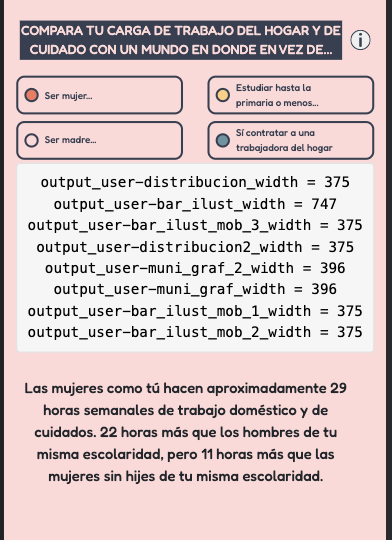 COMPARA TU CARGA DE TRABAJO DEL HOGAR Y DE
CUIDADO CON UN MUNDO EN DONDE EN VEZ DE...
i
Ser mujer...
Estudiar hasta la
primaria o menos...
Ser madre...
Sí contratar a una
trabajadora del hogar
output_user-distribucion_width = 375
output_user-bar_ilust_width = 747
output_user-bar_ilust_mob_3_width = 375
output_user-distribucion2_width = 375
output_user-muni_graf_2_width = 396
output_user-muni_graf_width = 396
output_user-bar_ilust_mob_1_width = 375
output_user-bar_ilust_mob_2_width = 375
Las mujeres como tú hacen aproximadamente 29
horas semanales de trabajo doméstico y de
cuidados. 22 horas más que los hombres de tu
misma escolaridad, pero 11 horas más que las
mujeres sin hijes de tu misma escolaridad.